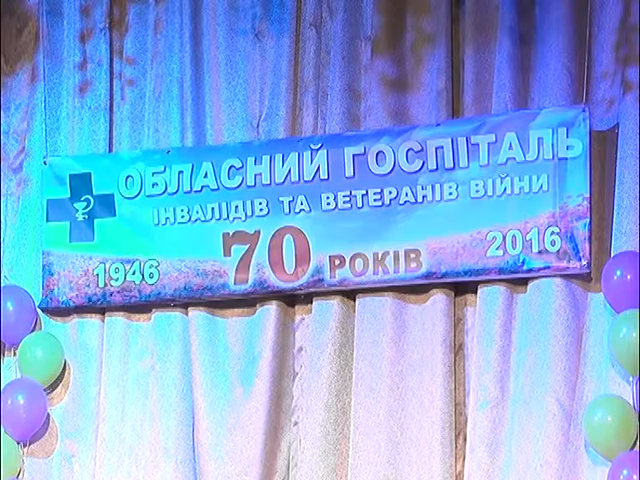 ОБЛАСНИЙ ГОСПІТАЛЬ
ІНВАЛІДІВ ТА ВЕТЕРАНІВ ВІЙНИ
1946 70 РОКІВ 2016